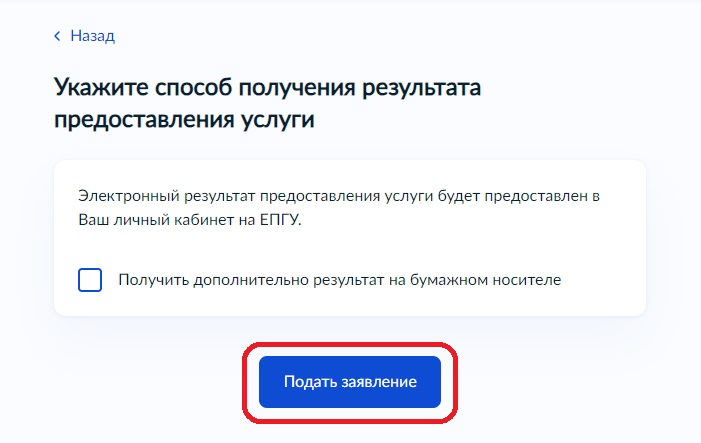 Назад
Укажите способ получения результата
предоставления услуги
Электронный результат предоставления услуги будет предоставлен в
Ваш личный кабинет на ЕПГУ.
Получить дополнительно результат на бумажном носителе
Подать заявление